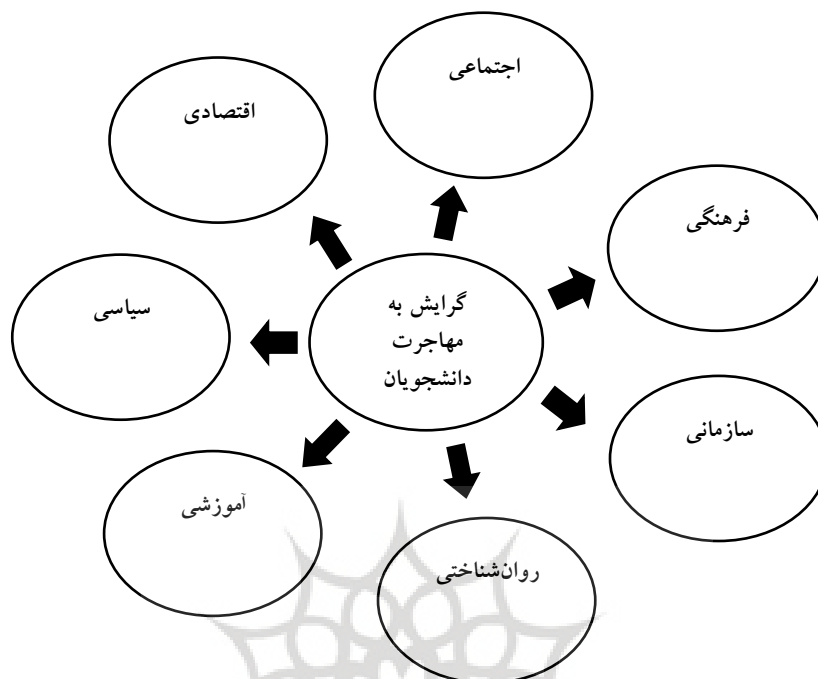 اجتماعی
اقتصادی
فرهنگی
گرایش به
مهاجرت
دانشجویان
سیاسی
سازمانی
آموزشی
روان‌شناختی